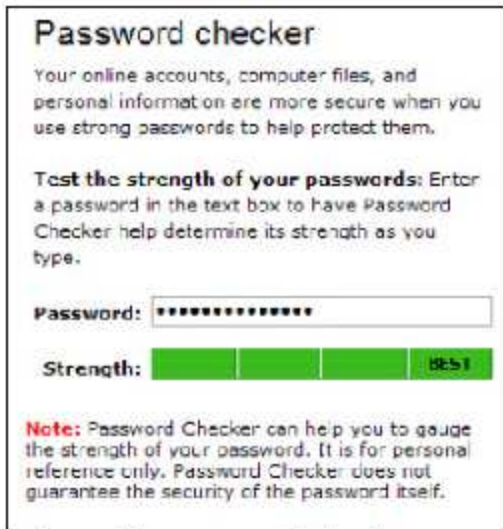 Password checker
Your online accounts, computer files, and
personal information are more secure when you
use strong passwords to help protect them.
Test the strength of your passwords: Enter
a password in the text box to have Password
Checker help determine its strength as you
type.
Password: ••••••••••••••
Strength: BEST
Note: Password Checker can help you to gauge
the strength of your password. It is for personal
reference only. Password Checker does not
guarantee the security of the password itself.